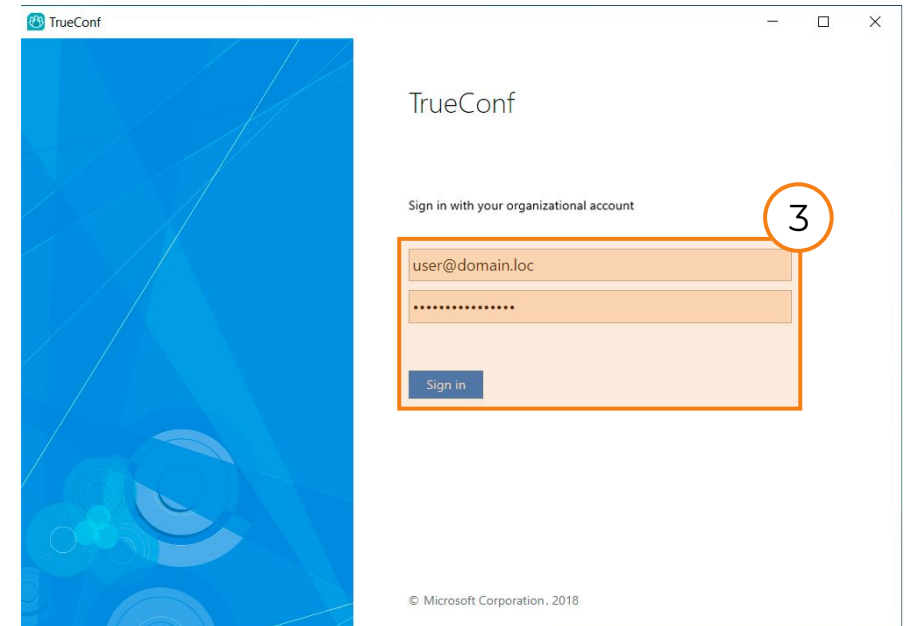 TrueConf
TrueConf
Sign in with your organizational account
3
user@domain.loc
••••••••••••••••
Sign in
© Microsoft Corporation, 2018